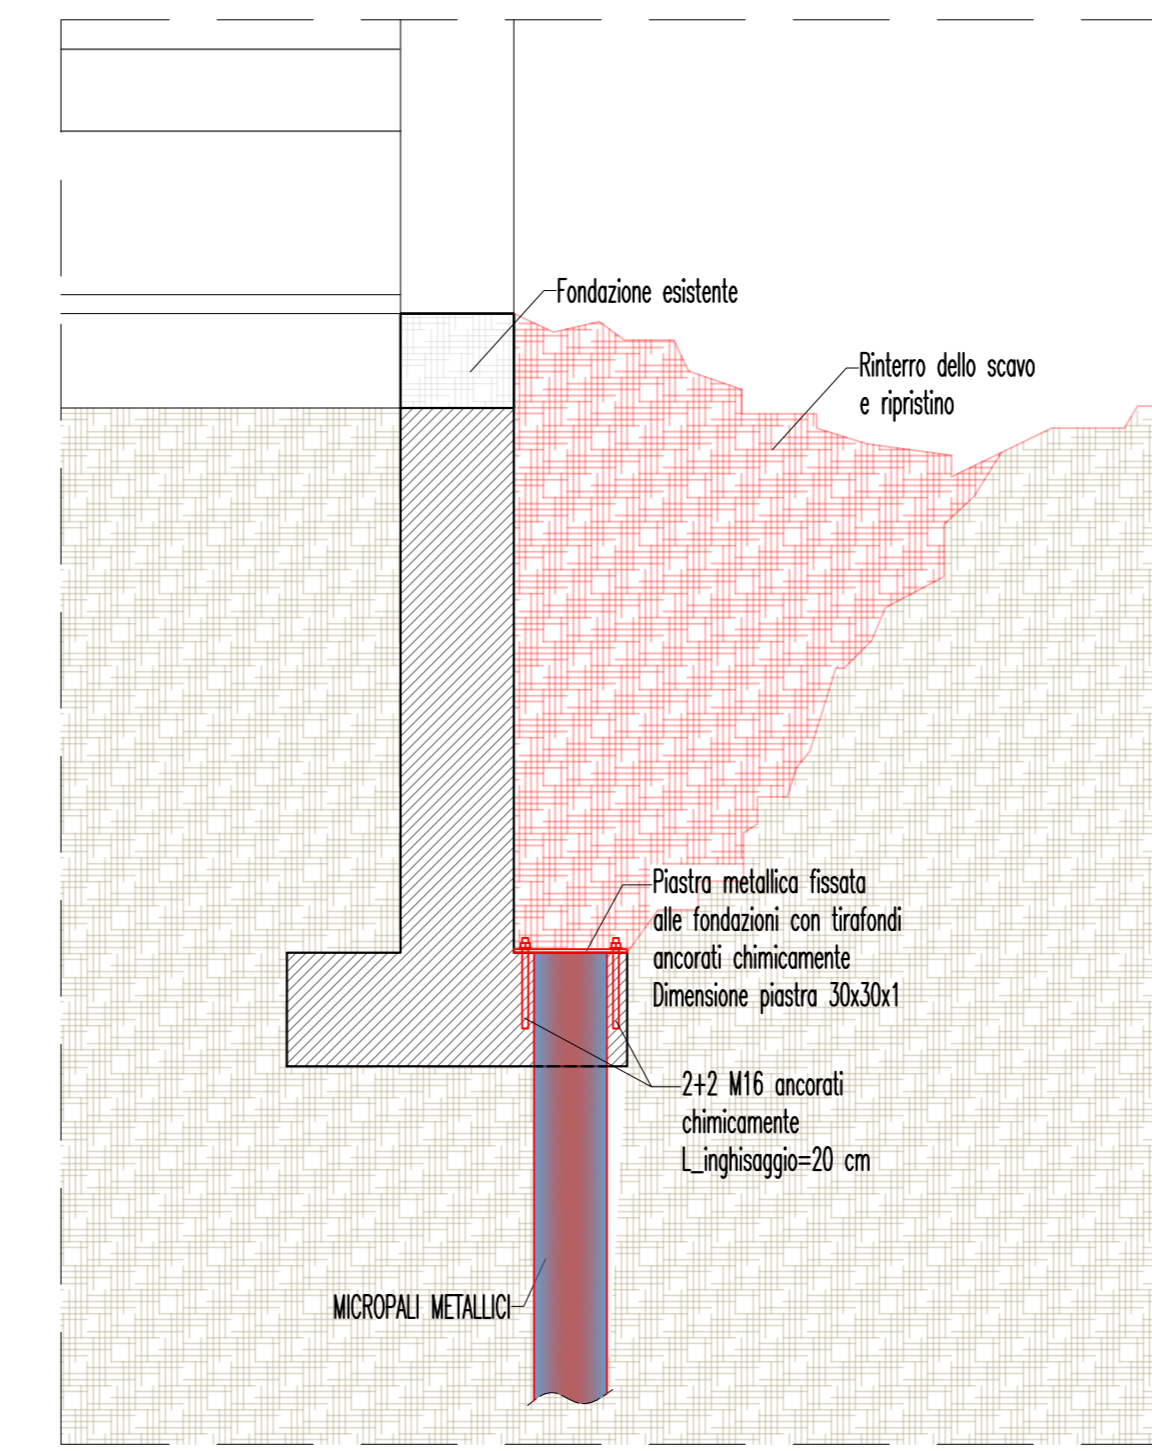 Fondazione esistente
Rinterro dello scavo
e ripristino
Piastra metallica fissata
alle fondazioni con tirafondi
ancorati chimicamente
Dimensione piastra 30x30x1
2+2 M16 ancorati
chimicamente
L_inghisaggio=20 cm
MICROPALI METALLICI